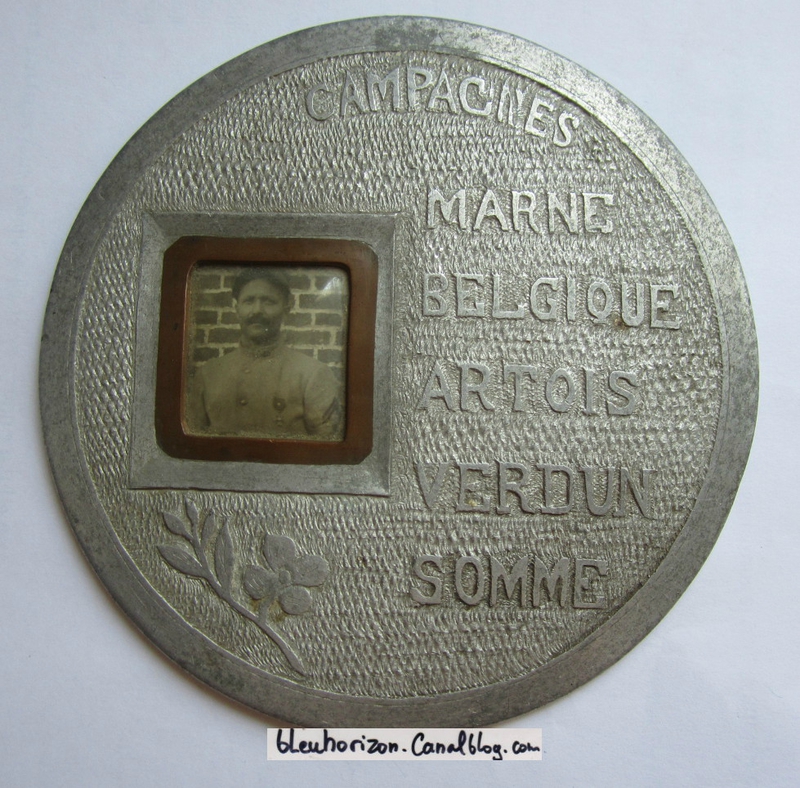 CAMPAGNES
MARNE
BELGIQUE
ARTOIS
VERDUN
SOMME
bleuhorizon.Canalblog.com